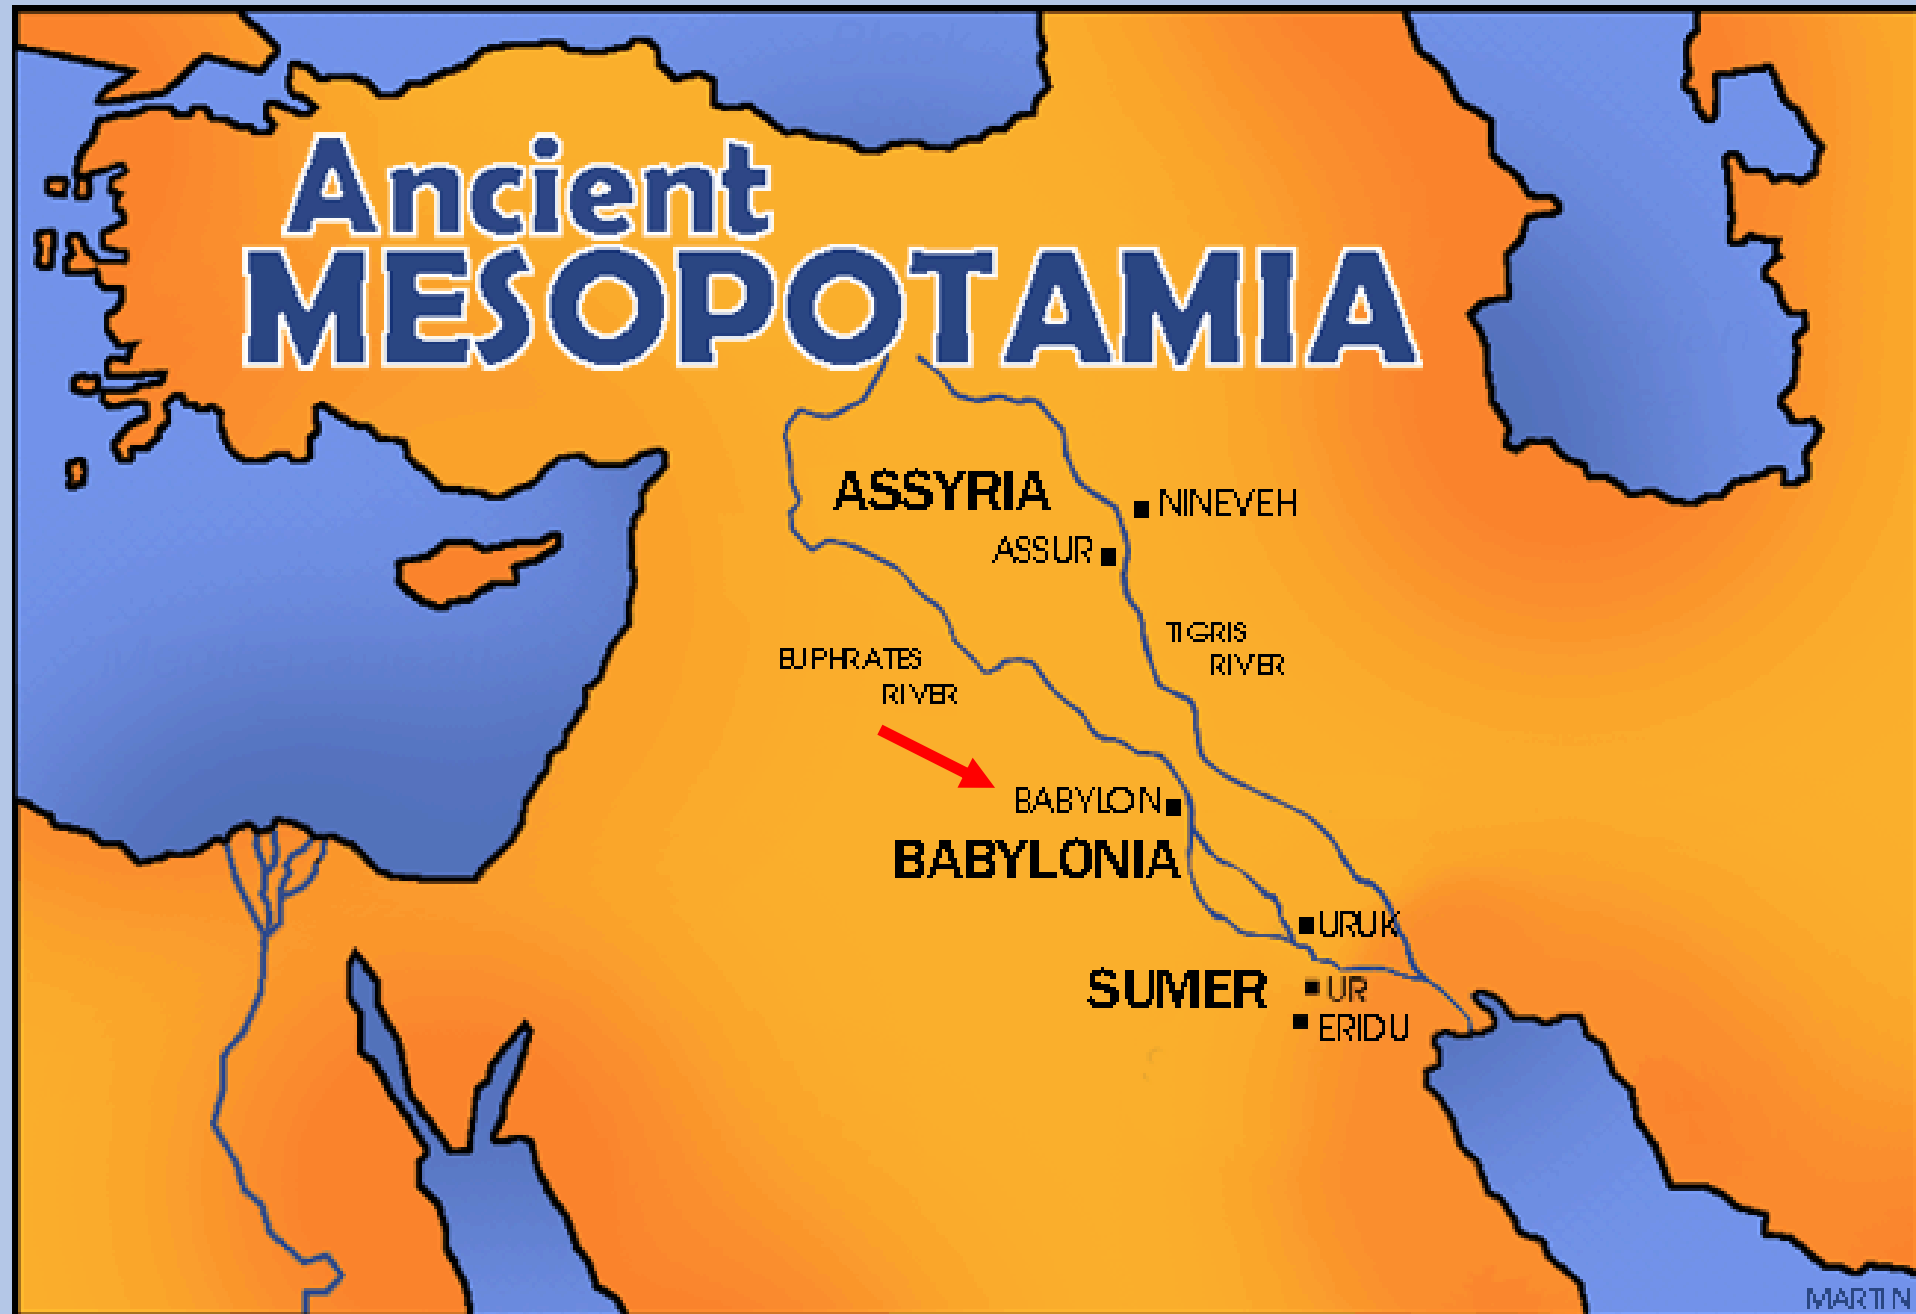 Ancient
MESOPOTAMIA
ASSYRIA
NINEVEH
ASSUR
TIGRIS
RIVER
EUPHRATES
RIVER
BABYLON
BABYLONIA
URUK
SUMER
UR
ERIDU
MARTIN